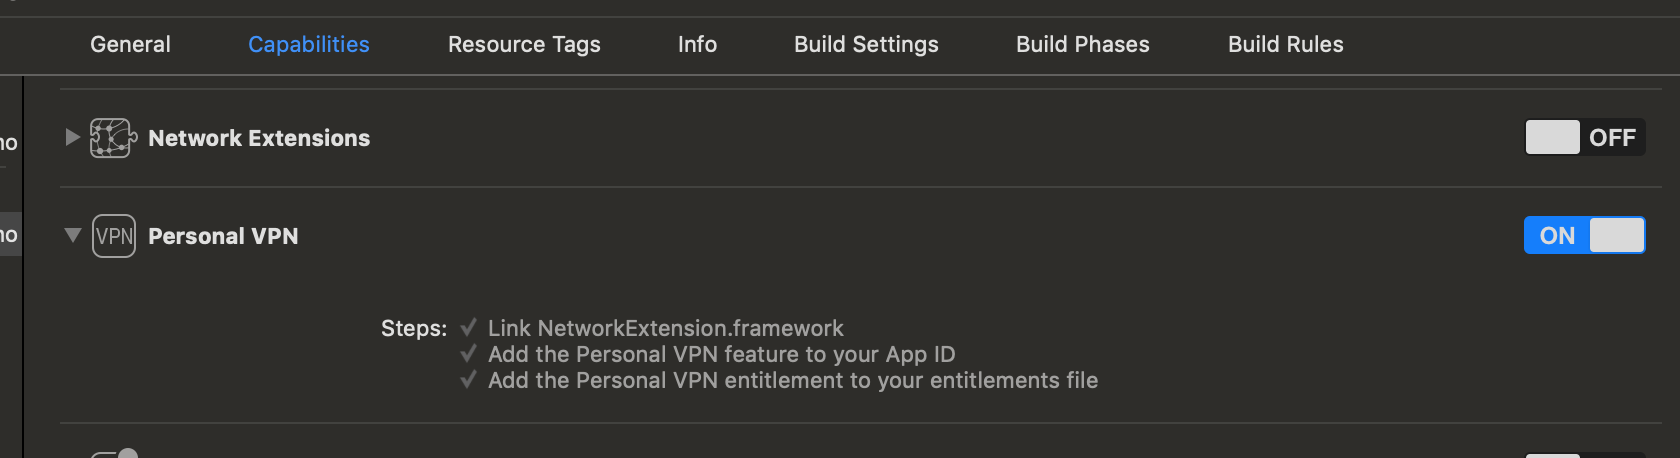 General Capabilities Resource Tags Info Build Settings Build Phases Build Rules
Network Extensions OFF
no
VPN Personal VPN ON
no
Steps: ✓ Link NetworkExtension.framework
✓ Add the Personal VPN feature to your App ID
✓ Add the Personal VPN entitlement to your entitlements file